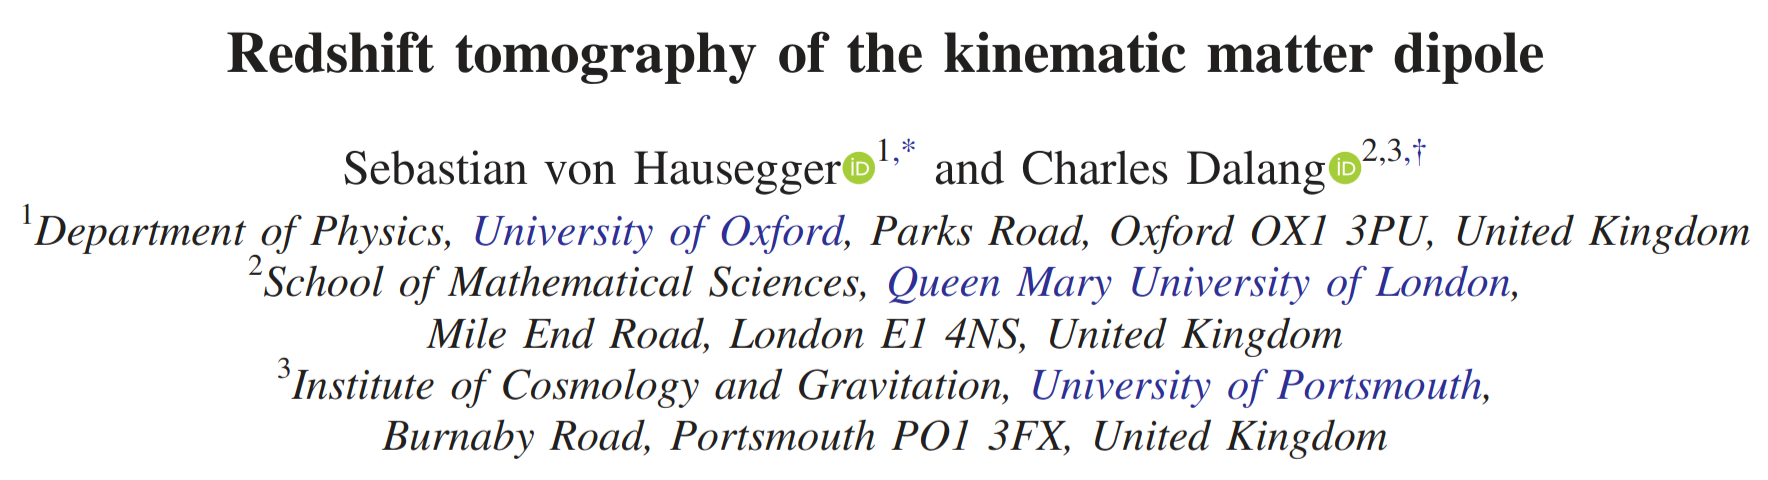 Redshift tomography of the kinematic matter dipole
Sebastian von Hausegger iD 1,* and Charles Dalang iD 2,3,†
1Department of Physics, University of Oxford, Parks Road, Oxford OX1 3PU, United Kingdom
2School of Mathematical Sciences, Queen Mary University of London,
Mile End Road, London E1 4NS, United Kingdom
3Institute of Cosmology and Gravitation, University of Portsmouth,
Burnaby Road, Portsmouth PO1 3FX, United Kingdom